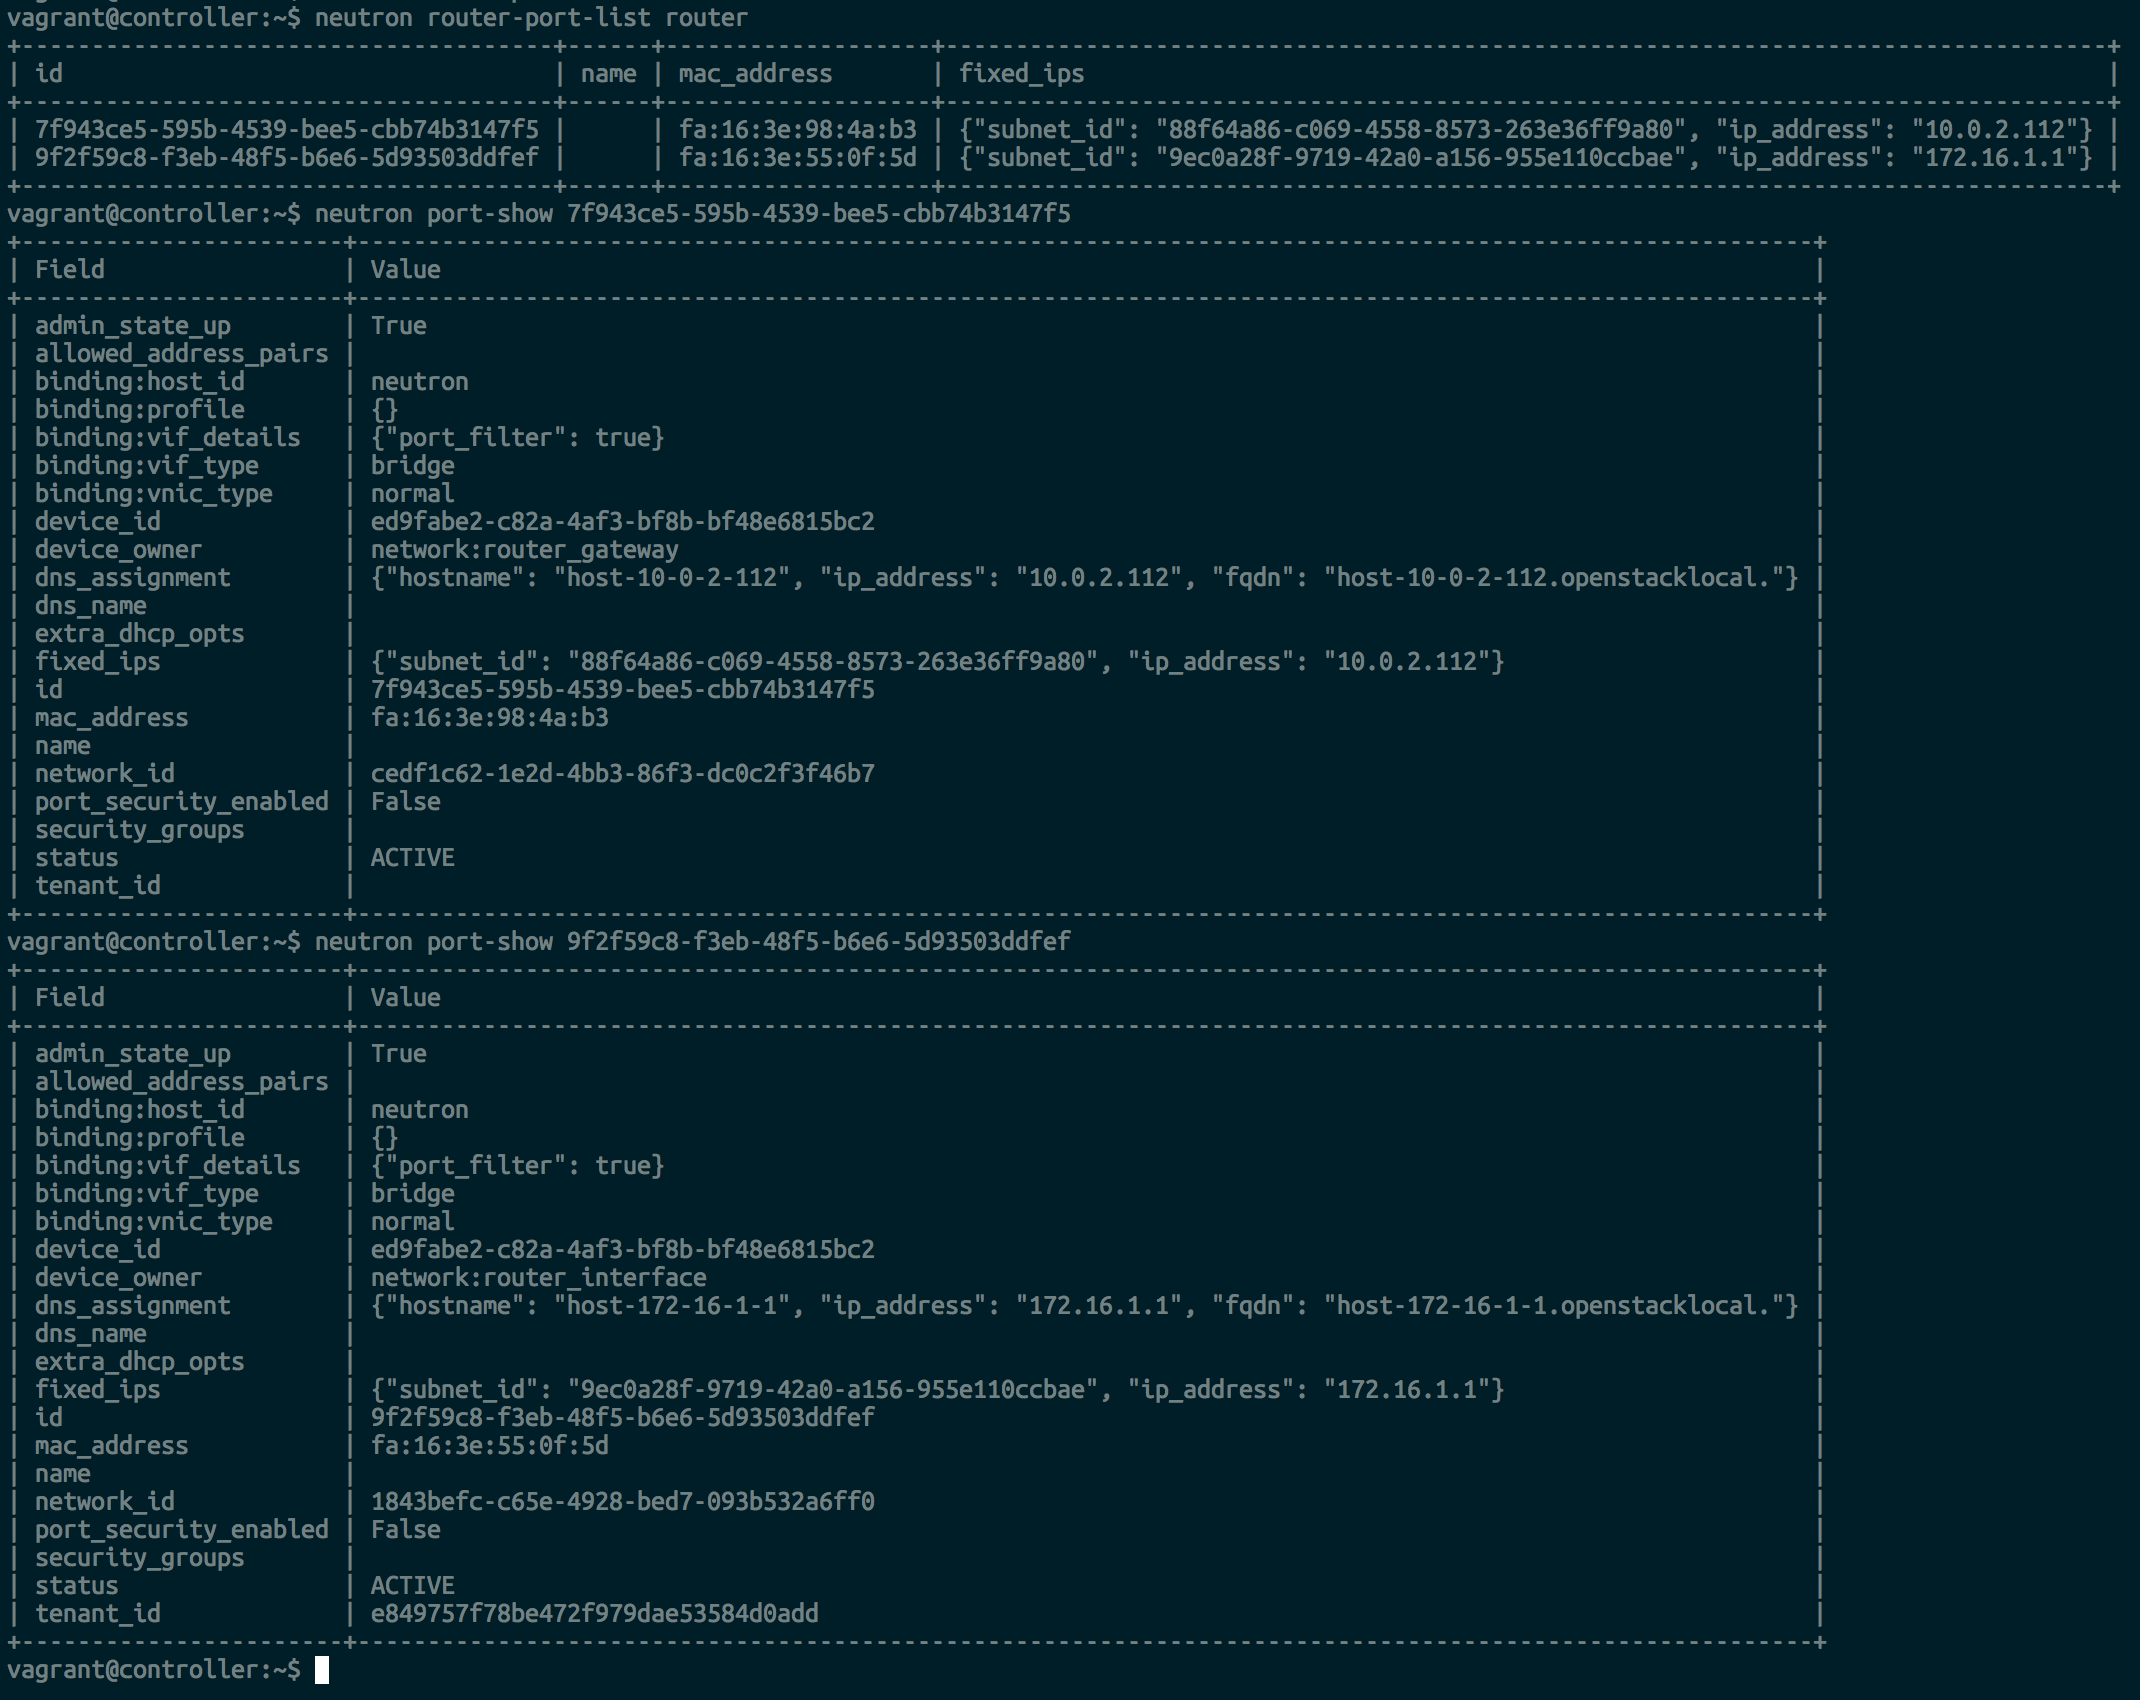 vagrant@controller:~$ neutron router-port-list router
+--------------------------------------+------+-------------------+-----------------------------------------------------------------------------------+
| id                                   | name | mac_address       | fixed_ips                                                                         |
+--------------------------------------+------+-------------------+-----------------------------------------------------------------------------------+
| 7f943ce5-595b-4539-bee5-cbb74b3147f5 |      | fa:16:3e:98:4a:b3 | {"subnet_id": "88f64a86-c069-4558-8573-263e36ff9a80", "ip_address": "10.0.2.112"} |
| 9f2f59c8-f3eb-48f5-b6e6-5d93503ddfef |      | fa:16:3e:55:0f:5d | {"subnet_id": "9ec0a28f-9719-42a0-a156-955e110ccbae", "ip_address": "172.16.1.1"} |
+--------------------------------------+------+-------------------+-----------------------------------------------------------------------------------+
vagrant@controller:~$ neutron port-show 7f943ce5-595b-4539-bee5-cbb74b3147f5
+-----------------------+--------------------------------------------------------------------------------------------------------+
| Field                 | Value                                                                                                  |
+-----------------------+--------------------------------------------------------------------------------------------------------+
| admin_state_up        | True                                                                                                   |
| allowed_address_pairs |                                                                                                        |
| binding:host_id       | neutron                                                                                                |
| binding:profile       | {}                                                                                                     |
| binding:vif_details   | {"port_filter": true}                                                                                  |
| binding:vif_type      | bridge                                                                                                 |
| binding:vnic_type     | normal                                                                                                 |
| device_id             | ed9fabe2-c82a-4af3-bf8b-bf48e6815bc2                                                                   |
| device_owner          | network:router_gateway                                                                                 |
| dns_assignment        | {"hostname": "host-10-0-2-112", "ip_address": "10.0.2.112", "fqdn": "host-10-0-2-112.openstacklocal."} |
| dns_name              |                                                                                                        |
| extra_dhcp_opts       |                                                                                                        |
| fixed_ips             | {"subnet_id": "88f64a86-c069-4558-8573-263e36ff9a80", "ip_address": "10.0.2.112"}                      |
| id                    | 7f943ce5-595b-4539-bee5-cbb74b3147f5                                                                   |
| mac_address           | fa:16:3e:98:4a:b3                                                                                      |
| name                  |                                                                                                        |
| network_id            | cedf1c62-1e2d-4bb3-86f3-dc0c2f3f46b7                                                                   |
| port_security_enabled | False                                                                                                  |
| security_groups       |                                                                                                        |
| status                | ACTIVE                                                                                                 |
| tenant_id             |                                                                                                        |
+-----------------------+--------------------------------------------------------------------------------------------------------+
vagrant@controller:~$ neutron port-show 9f2f59c8-f3eb-48f5-b6e6-5d93503ddfef
+-----------------------+--------------------------------------------------------------------------------------------------------+
| Field                 | Value                                                                                                  |
+-----------------------+--------------------------------------------------------------------------------------------------------+
| admin_state_up        | True                                                                                                   |
| allowed_address_pairs |                                                                                                        |
| binding:host_id       | neutron                                                                                                |
| binding:profile       | {}                                                                                                     |
| binding:vif_details   | {"port_filter": true}                                                                                  |
| binding:vif_type      | bridge                                                                                                 |
| binding:vnic_type     | normal                                                                                                 |
| device_id             | ed9fabe2-c82a-4af3-bf8b-bf48e6815bc2                                                                   |
| device_owner          | network:router_interface                                                                               |
| dns_assignment        | {"hostname": "host-172-16-1-1", "ip_address": "172.16.1.1", "fqdn": "host-172-16-1-1.openstacklocal."} |
| dns_name              |                                                                                                        |
| extra_dhcp_opts       |                                                                                                        |
| fixed_ips             | {"subnet_id": "9ec0a28f-9719-42a0-a156-955e110ccbae", "ip_address": "172.16.1.1"}                      |
| id                    | 9f2f59c8-f3eb-48f5-b6e6-5d93503ddfef                                                                   |
| mac_address           | fa:16:3e:55:0f:5d                                                                                      |
| name                  |                                                                                                        |
| network_id            | 1843befc-c65e-4928-bed7-093b532a6ff0                                                                   |
| port_security_enabled | False                                                                                                  |
| security_groups       |                                                                                                        |
| status                | ACTIVE                                                                                                 |
| tenant_id             | e849757f78be472f979dae53584d0add                                                                       |
+-----------------------+--------------------------------------------------------------------------------------------------------+
vagrant@controller:~$